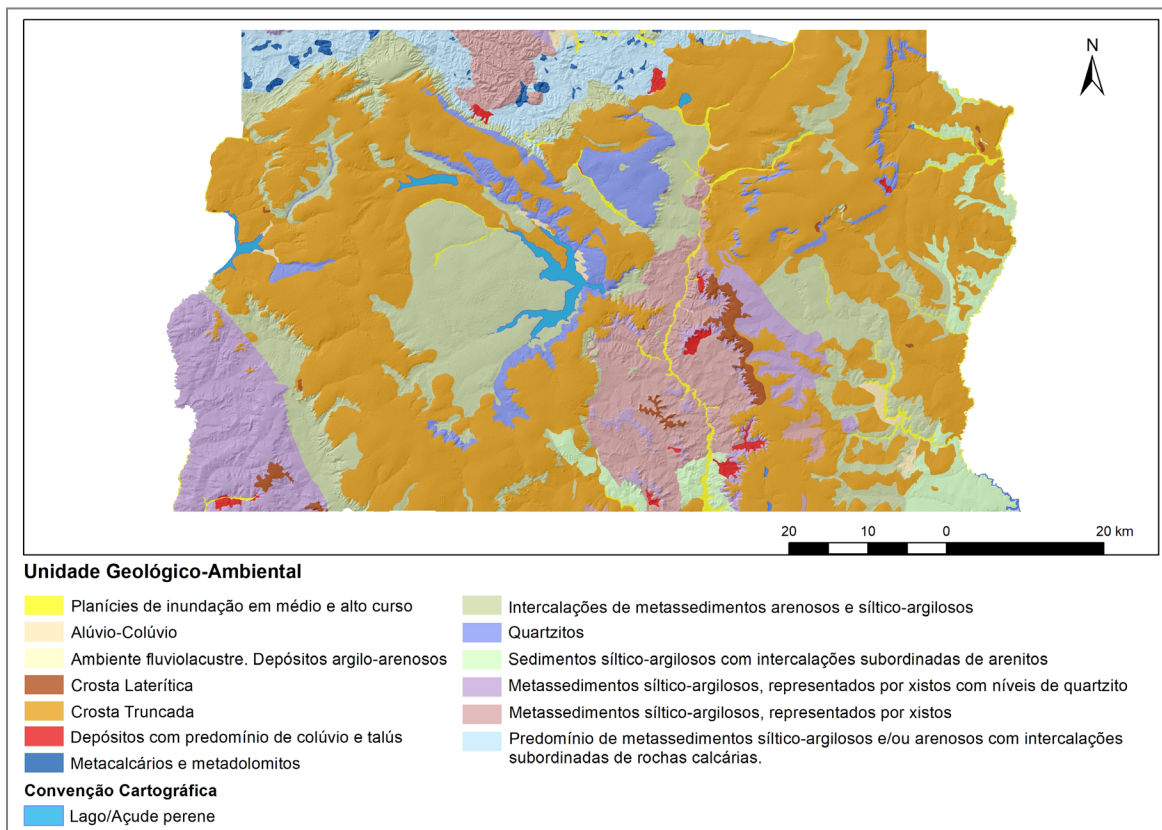 N
20 10 0 20 km
Unidade Geológico-Ambiental
Planícies de inundação em médio e alto curso
Alúvio-Colúvio
Ambiente fluviolacustre. Depósitos argilo-arenosos
Crosta Laterítica
Crosta Truncada
Depósitos com predomínio de colúvio e talús
Metacalcários e metadolomitos
Convenção Cartográfica
Lago/Açude perene
Intercalações de metassedimentos arenosos e síltico-argilosos
Quartzitos
Sedimentos síltico-argilosos com intercalações subordinadas de arenitos
Metassedimentos síltico-argilosos, representados por xistos com níveis de quartzito
Metassedimentos síltico-argilosos, representados por xistos
Predomínio de metassedimentos síltico-argilosos e/ou arenosos com intercalações
subordinadas de rochas calcárias.